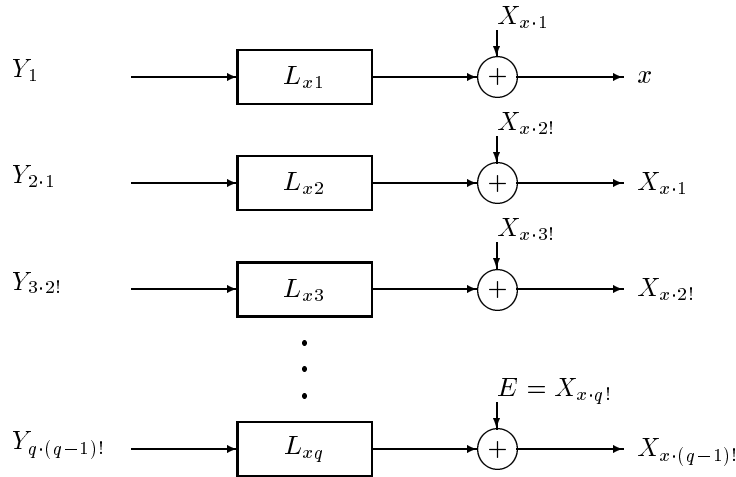 X_{x·1}
Y_1 L_{x1} + x
X_{x·2!}
Y_{2·1} L_{x2} + X_{x·1}
X_{x·3!}
Y_{3·2!} L_{x3} + X_{x·2!}
E = X_{x·q!}
Y_{q·(q−1)!} L_{xq} + X_{x·(q−1)!}